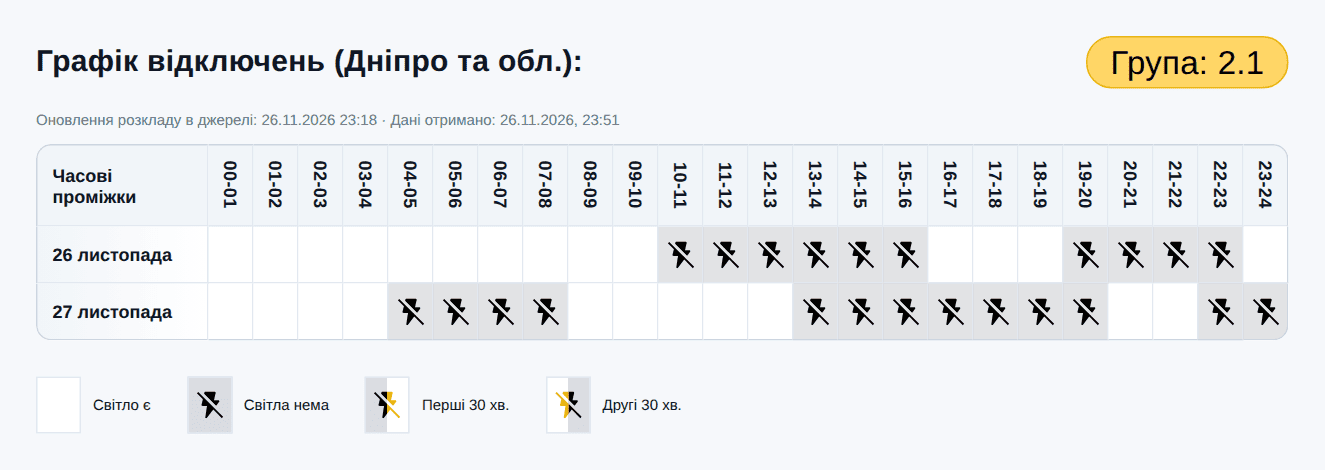 Графік відключень (Дніпро та обл.):
Група: 2.1
Оновлення розкладу в джерелі: 26.11.2026 23:18 · Дані отримано: 26.11.2026, 23:51
Часові
проміжки
00-01 01-02 02-03 03-04 04-05 05-06 06-07 07-08 08-09 09-10 10-11 11-12 12-13 13-14 14-15 15-16 16-17 17-18 18-19 19-20 20-21 21-22 22-23 23-24
26 листопада
27 листопада
Світло є Світла нема Перші 30 хв. Другі 30 хв.